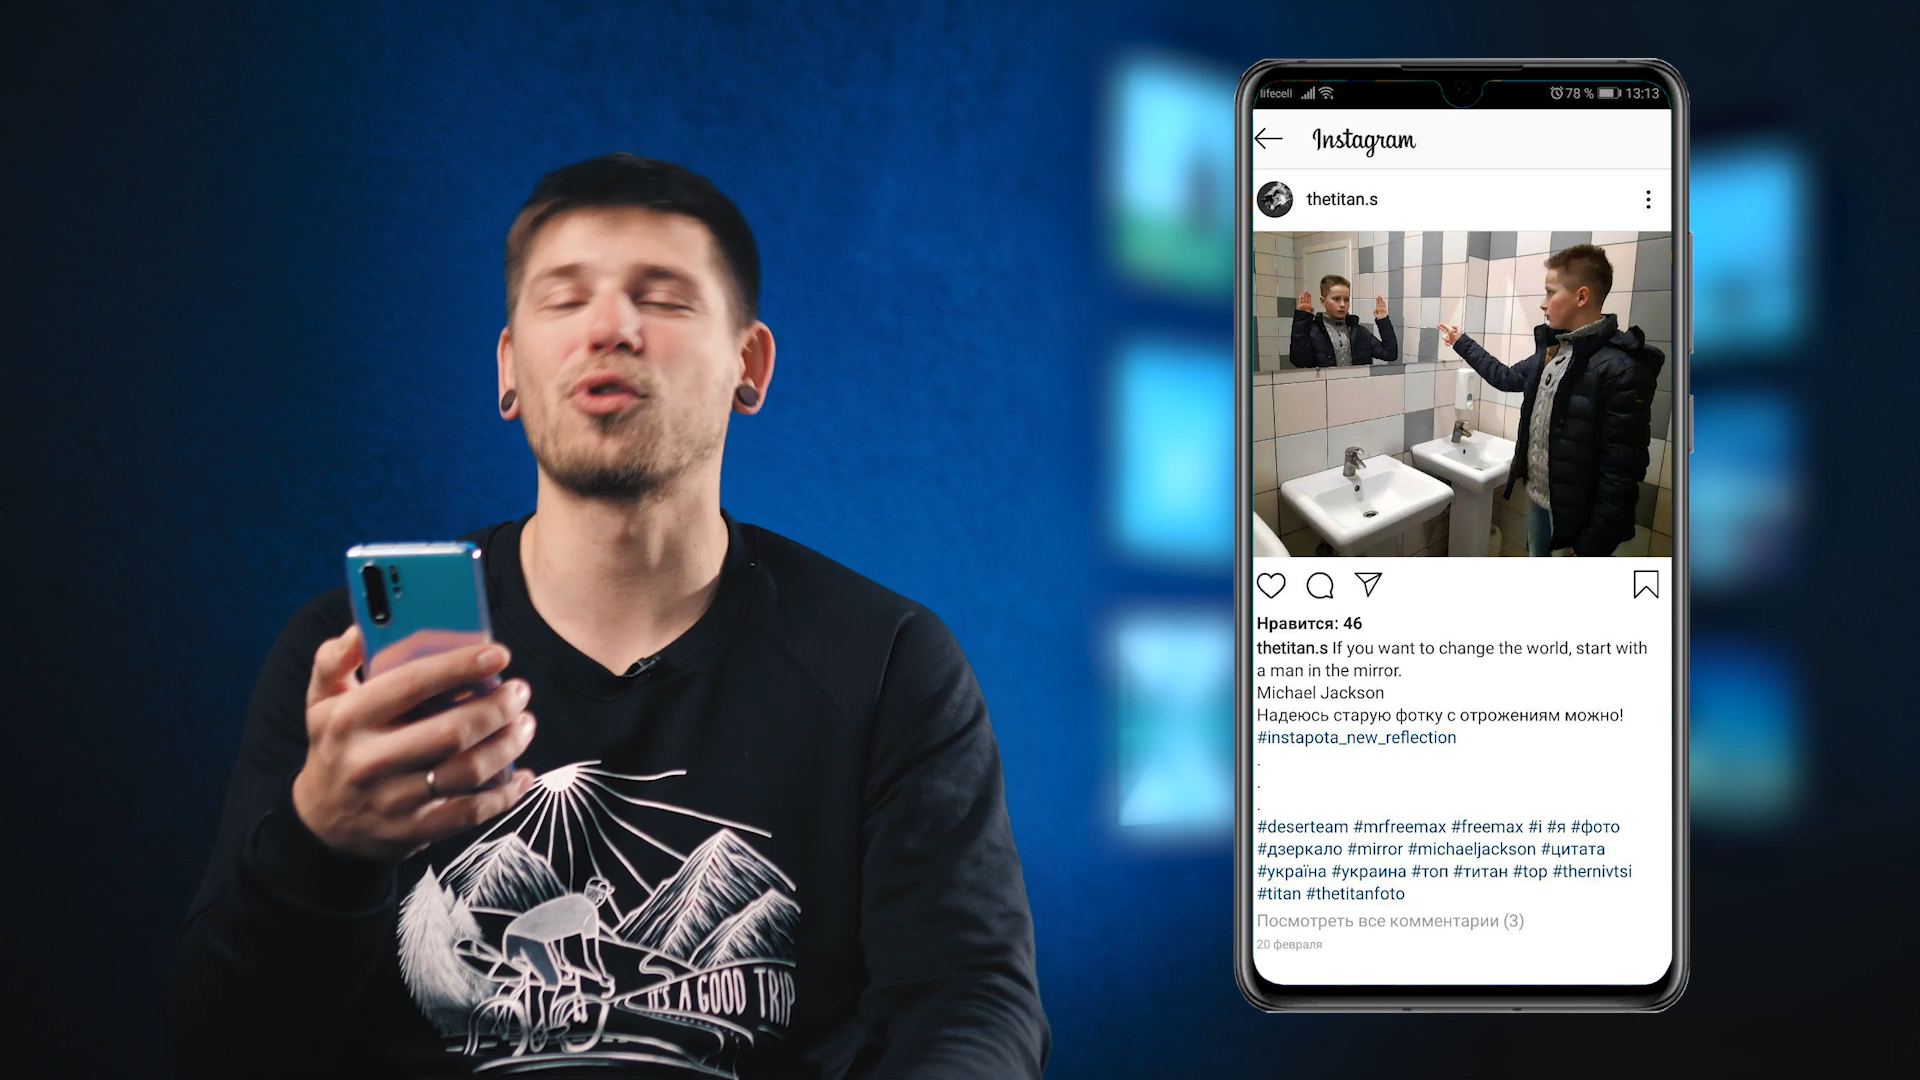 IT'S A GOOD TRIP
lifecell
78 %
13:13
Instagram
thetitan.s
Нравится: 46
thetitan.s If you want to change the world, start with
a man in the mirror.
Michael Jackson
Надеюсь старую фотку с отрожениям можно!
#instapota_new_reflection
.
.
.
#deserteam #mrfreemax #freemax #i #я #фото
#дзеркало #mirror #michaeljackson #цитата
#україна #украина #топ #титан #top #thernivtsi
#titan #thetitanfoto
Посмотреть все комментарии (3)
20 февраля